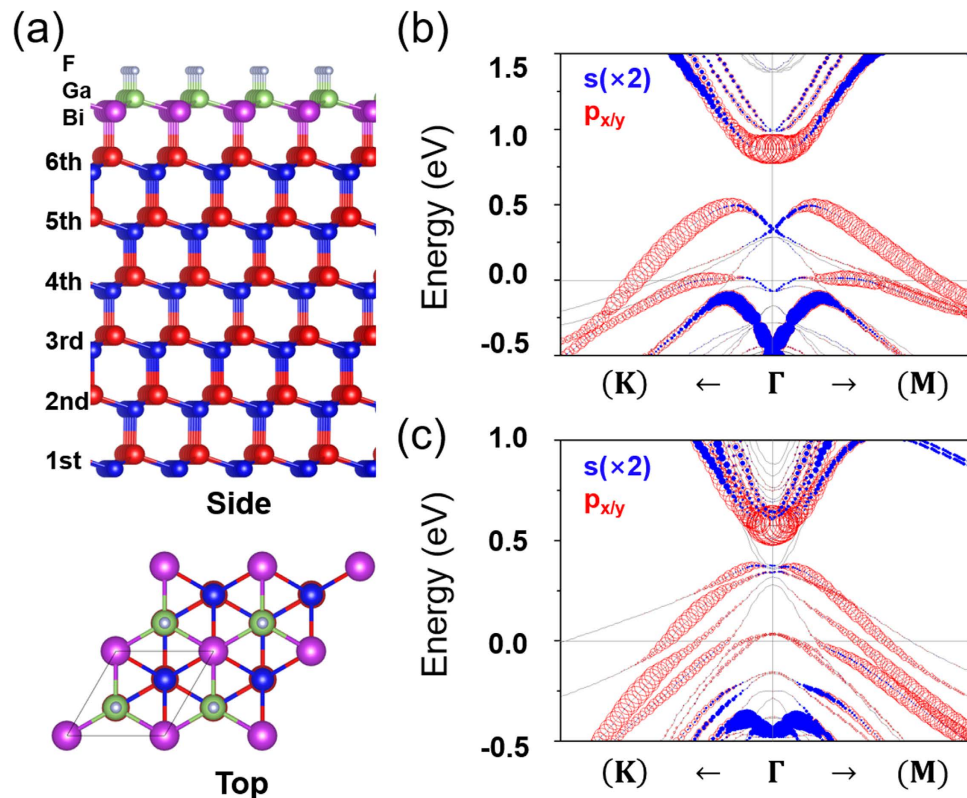 (a)
F
Ga
Bi
6th
5th
4th
3rd
2nd
1st
Side
Top
(b)
s(×2)
px/y
Energy (eV)
1.5
1.0
0.5
0.0
-0.5
(K) ← Γ → (M)
(c)
s(×2)
px/y
Energy (eV)
1.0
0.5
0.0
-0.5
(K) ← Γ → (M)